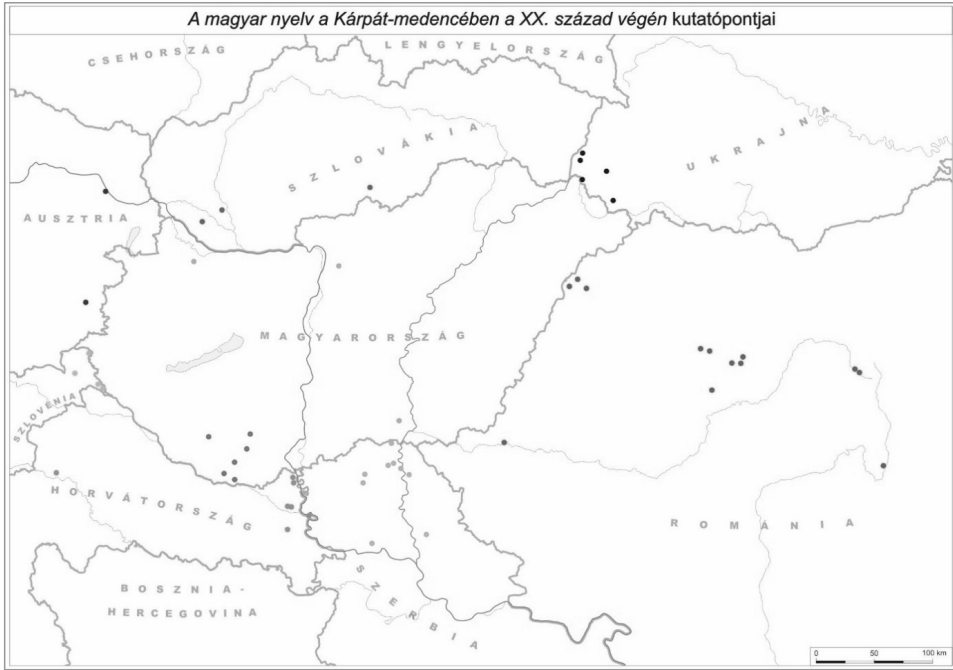 A magyar nyelv a Kárpát-medencében a XX. század végén kutatópontjai
CSEHORSZÁG
LENGYELORSZÁG
SZLOVÁKIA
UKRAJNA
AUSZTRIA
MAGYARORSZÁG
SZLOVÉNIA
HORVÁTORSZÁG
ROMÁNIA
BOSZNIA-
HERCEGOVINA
SZERBIA
0 50 100 km